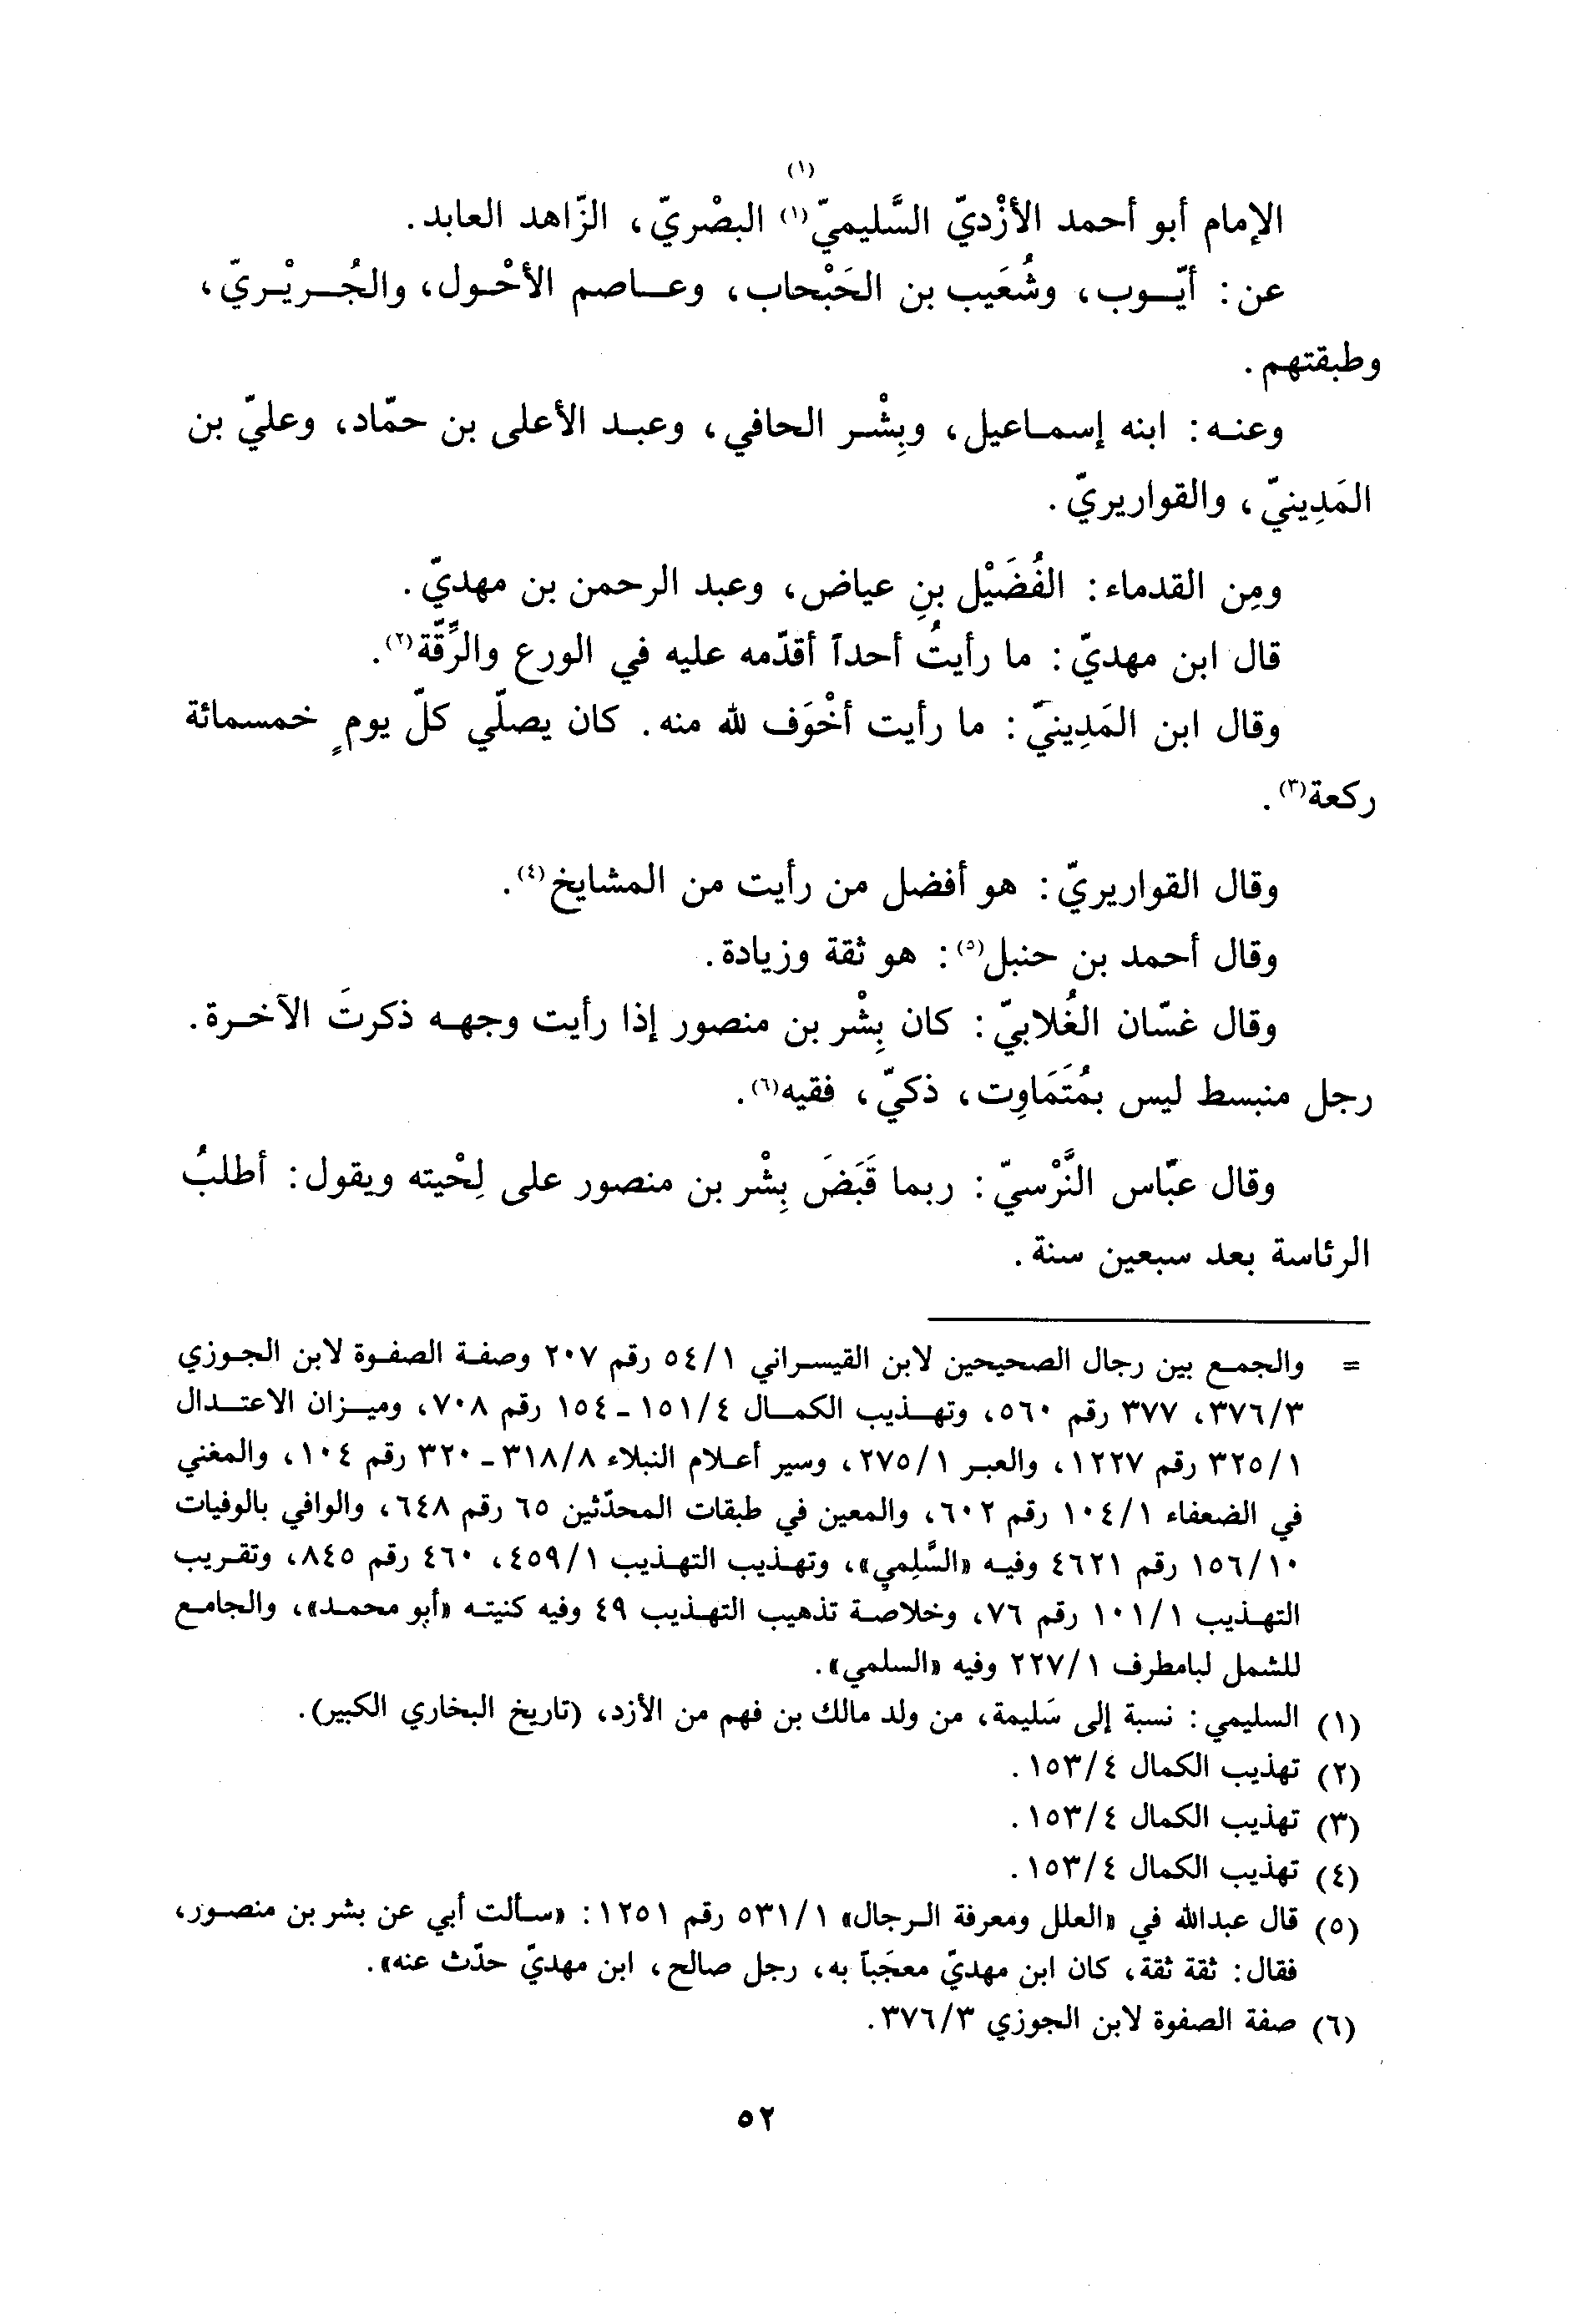 (١)
الإمام أبو أحمد الأزْديّ السَّليميّ(١) البصْريّ، الزّاهد العابد.
عن: أيّوب، وشُعَيب بن الحَبْحاب، وعاصم الأحْول، والجُريْريّ،
وطبقتهم.
وعنه: ابنه إسماعيل، وبِشْر الحافي، وعبد الأعلى بن حمّاد، وعليّ بن
المَدِينيّ، والقواريريّ.
ومِن القدماء: الفُضَيْل بنِ عياض، وعبد الرحمن بن مهديّ.
قال ابن مهديّ: ما رأيتُ أحداً أقدّمه عليه في الورع والرِّقّة(٢).
وقال ابن المَدِينيّ: ما رأيت أخْوَف لله منه. كان يصلّي كلّ يومٍ خمسمائة
ركعة(٣).
وقال القواريريّ: هو أفضل من رأيت من المشايخ(٤).
وقال أحمد بن حنبل(٥): هو ثقة وزيادة.
وقال غسّان الغُلابيّ: كان بِشْر بن منصور إذا رأيت وجهه ذكرتَ الآخرة.
رجل منبسط ليس بمُتَمَاوِت، ذكيّ، فقيه(٦).
وقال عبّاس النَّرْسيّ: ربما قَبَضَ بِشْر بن منصور على لِحْيته ويقول: أطلبُ
الرئاسة بعد سبعين سنة.
= والجمع بين رجال الصحيحين لابن القيسراني ٥٤/١ رقم ٢٠٧ وصفة الصفوة لابن الجوزي
٣٧٦/٣، ٣٧٧ رقم ٥٦٠، وتهذيب الكمال ١٥١/٤ - ١٥٤ رقم ٧٠٨، وميزان الاعتدال
٣٢٥/١ رقم ١٢٢٧، والعبر ٢٧٥/١، وسير أعلام النبلاء ٣١٨/٨ - ٣٢٠ رقم ١٠٤، والمغني
في الضعفاء ١٠٤/١ رقم ٦٠٢، والمعين في طبقات المحدّثين ٦٥ رقم ٦٤٨، والوافي بالوفيات
١٥٦/١٠ رقم ٤٦٢١ وفيه «السَّلِمي»، وتهذيب التهذيب ٤٥٩/١، ٤٦٠ رقم ٨٤٥، وتقريب
التهذيب ١٠١/١ رقم ٧٦، وخلاصة تذهيب التهذيب ٤٩ وفيه كنيته «أبو محمد»، والجامع
للشمل لبامطرف ٢٢٧/١ وفيه «السلمي».
(١) السليمي: نسبة إلى سَليمة، من ولد مالك بن فهم من الأزد، (تاريخ البخاري الكبير).
(٢) تهذيب الكمال ١٥٣/٤.
(٣) تهذيب الكمال ١٥٣/٤.
(٤) تهذيب الكمال ١٥٣/٤.
(٥) قال عبدالله في «العلل ومعرفة الرجال» ٥٣١/١ رقم ١٢٥١: «سألت أبي عن بشر بن منصور،
فقال: ثقة ثقة، كان ابن مهديّ معجَباً به، رجل صالح، ابن مهديّ حدّث عنه».
(٦) صفة الصفوة لابن الجوزي ٣٧٦/٣.
٥٢